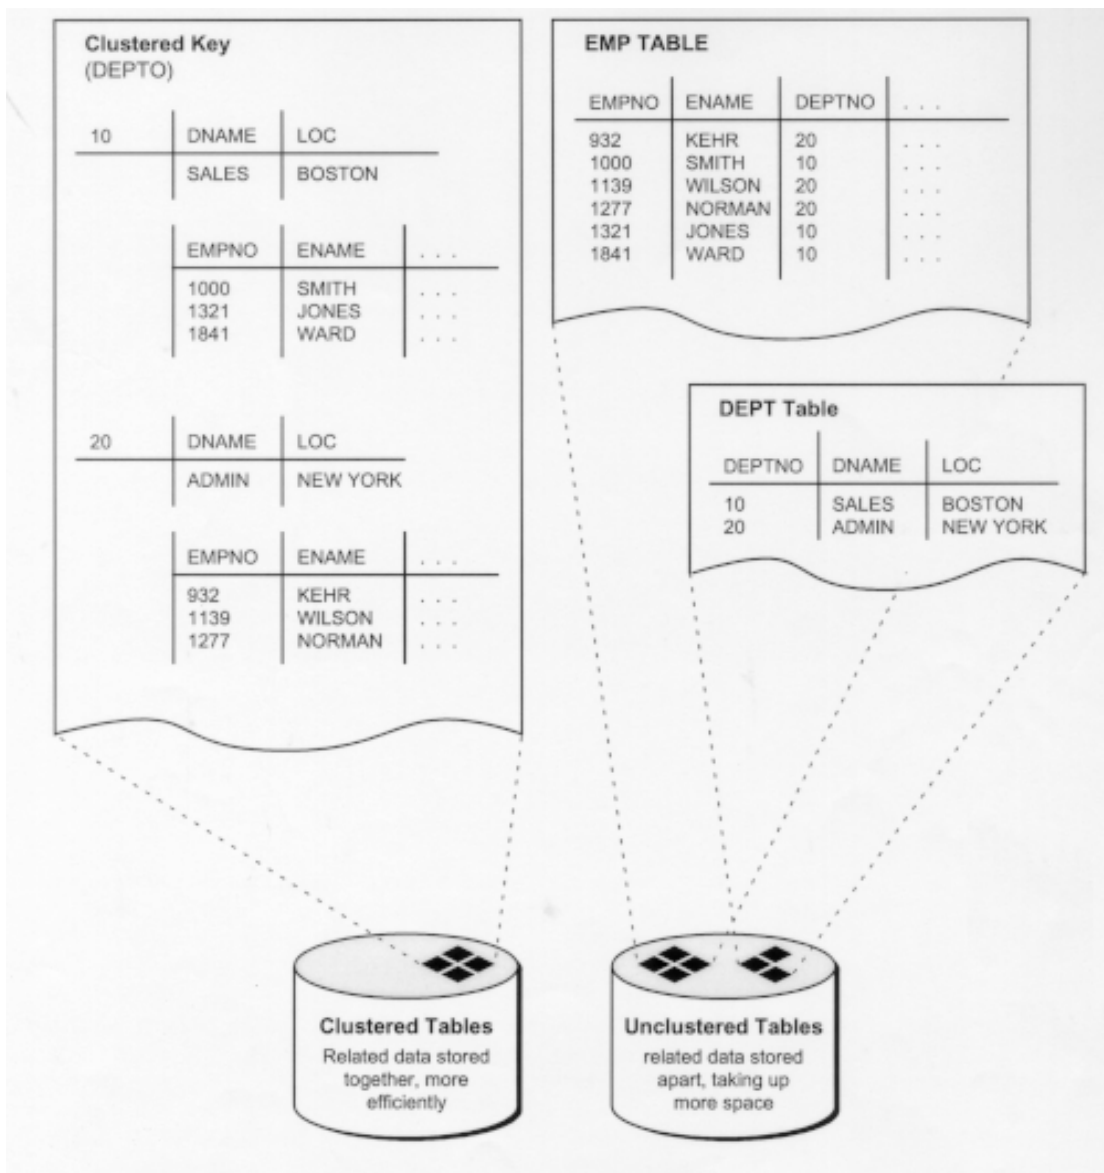 Clustered Key
(DEPTO)
10 DNAME LOC
SALES BOSTON
EMPNO ENAME . . .
1000 SMITH . . .
1321 JONES . . .
1841 WARD . . .
20 DNAME LOC
ADMIN NEW YORK
EMPNO ENAME . . .
932 KEHR . . .
1139 WILSON . . .
1277 NORMAN . . .
EMP TABLE
EMPNO ENAME DEPTNO . . .
932 KEHR 20 . . .
1000 SMITH 10 . . .
1139 WILSON 20 . . .
1277 NORMAN 20 . . .
1321 JONES 10 . . .
1841 WARD 10 . . .
DEPT Table
DEPTNO DNAME LOC
10 SALES BOSTON
20 ADMIN NEW YORK
Clustered Tables
Related data stored
together, more
efficiently
Unclustered Tables
related data stored
apart, taking up
more space